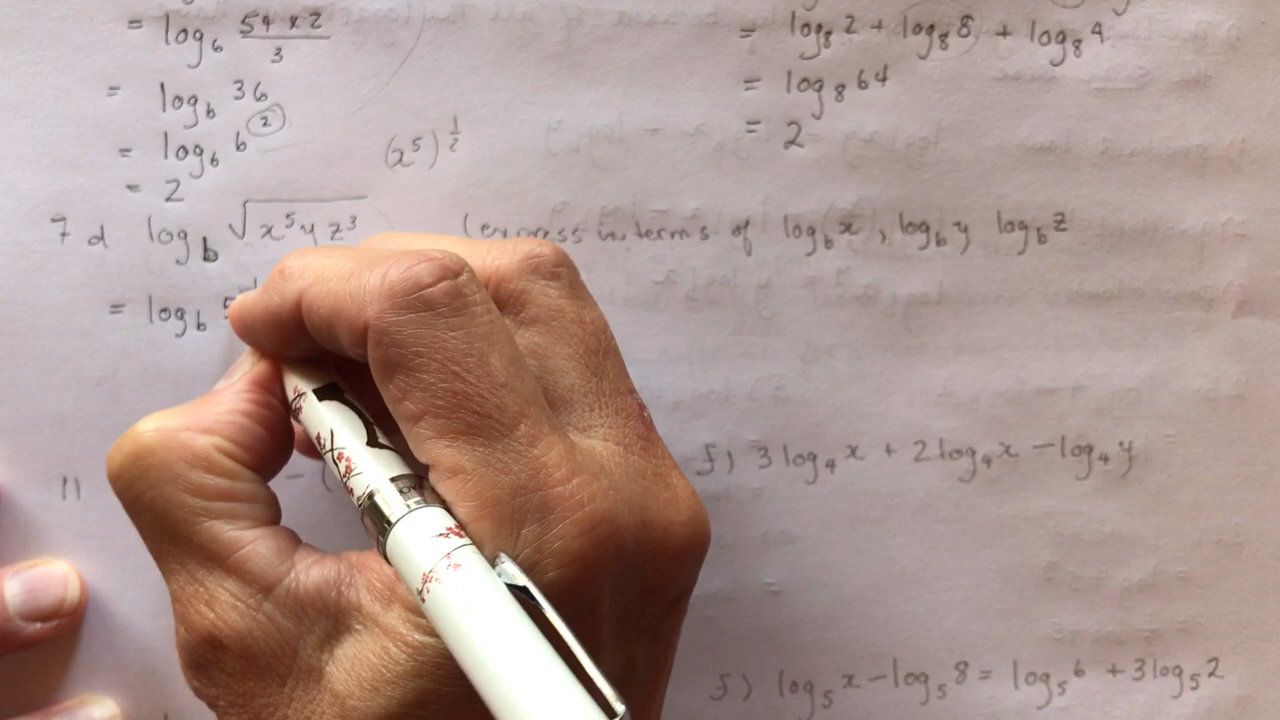 = log₆ 54 × 2 / 3
= log₆ 36
= log₆ 6²
= 2
= log₈ 2 + log₈ 8 + log₈ 4
= log₈ 64
= 2
(x⁵)^½
7 d log_b √(x⁵yz³) (express in terms of log_b x, log_b y log_b z
= log_b
11
f) 3 log₄ x + 2 log₄ x − log₄ y
f) log₅ x − log₅ 8 = log₅ 6 + 3 log₅ 2